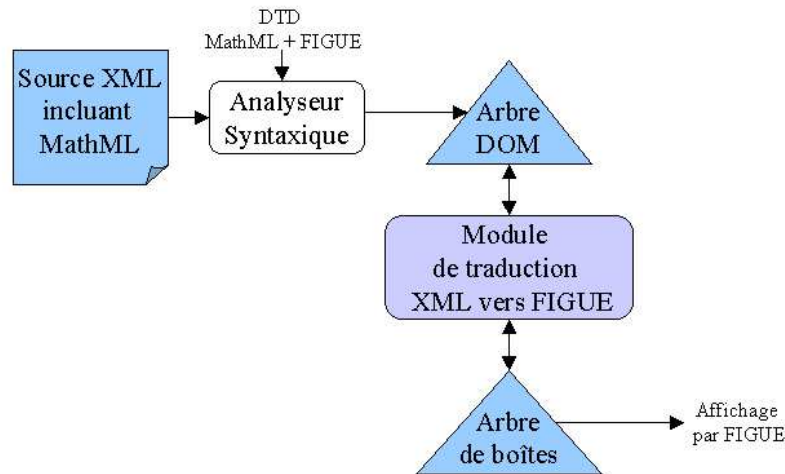 DTD
MathML + FIGUE
Source XML
incluant
MathML
Analyseur
Syntaxique
Arbre
DOM
Module
de traduction
XML vers FIGUE
Arbre
de boîtes
Affichage
par FIGUE